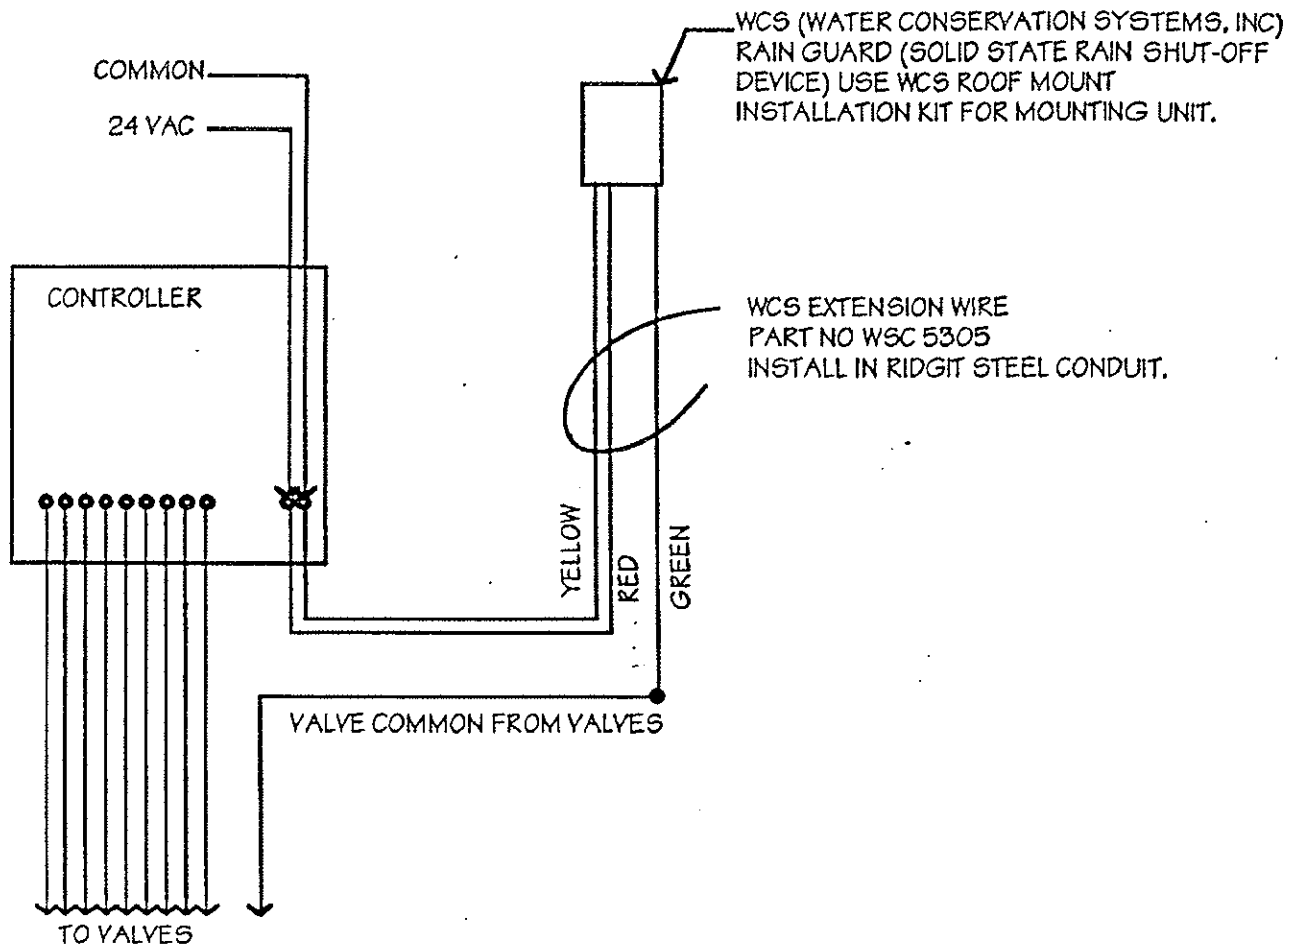 WCS (WATER CONSERVATION SYSTEMS, INC)
RAIN GUARD (SOLID STATE RAIN SHUT-OFF
DEVICE) USE WCS ROOF MOUNT
INSTALLATION KIT FOR MOUNTING UNIT.
COMMON
24 VAC
CONTROLLER
WCS EXTENSION WIRE
PART NO WSC 5305
INSTALL IN RIDGIT STEEL CONDUIT.
YELLOW
RED
GREEN
VALVE COMMON FROM VALVES
TO VALVES